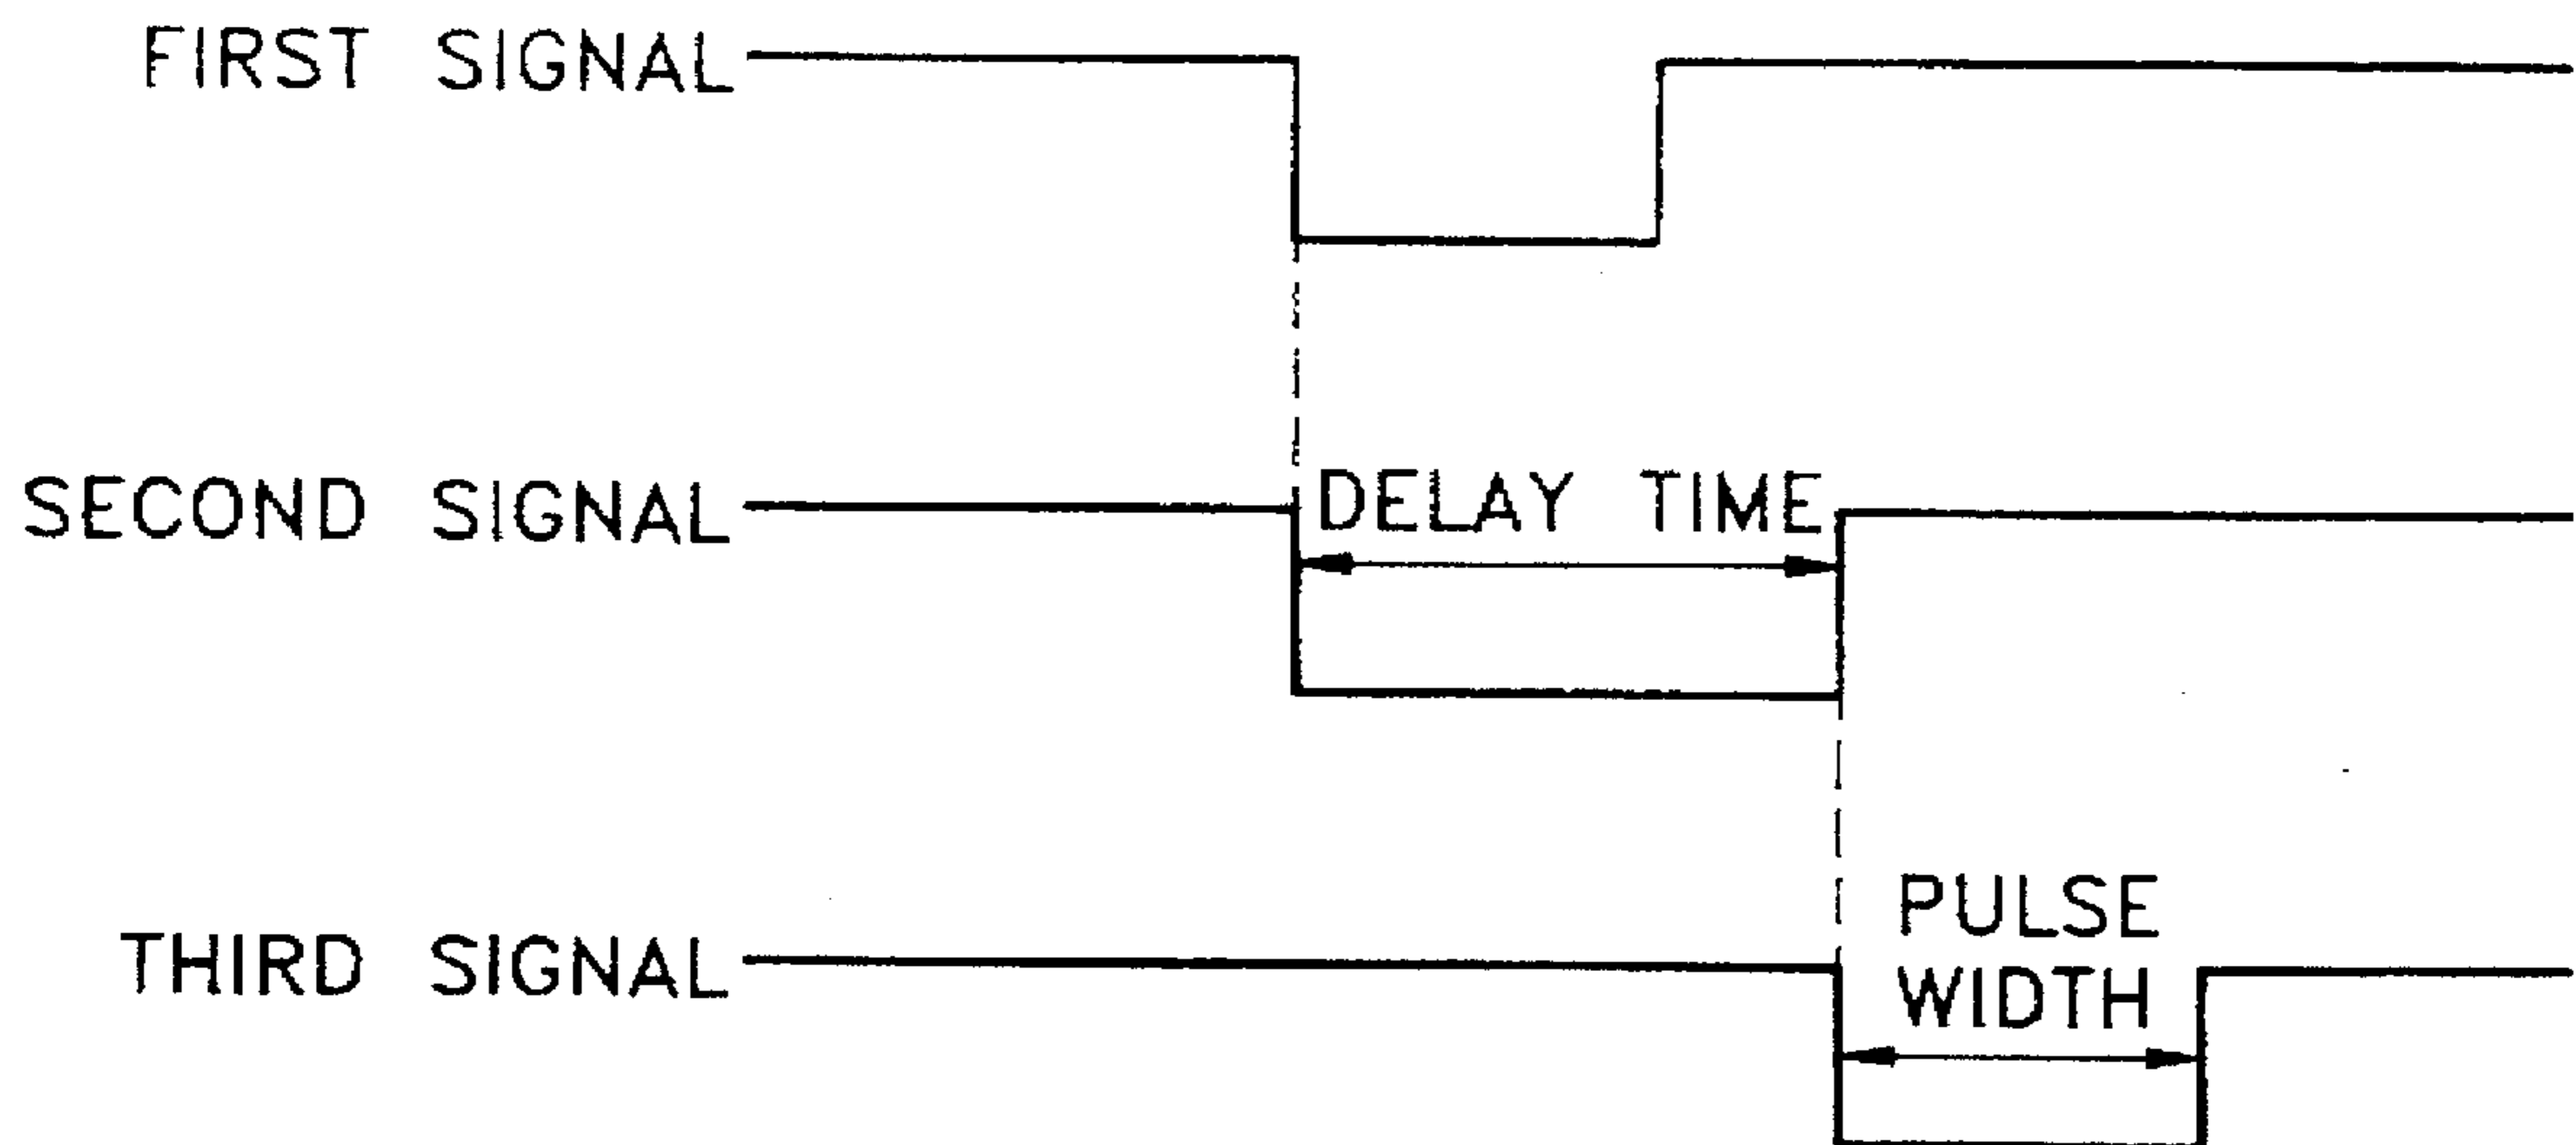 FIRST SIGNAL
SECOND SIGNAL
DELAY TIME
THIRD SIGNAL
PULSE
WIDTH